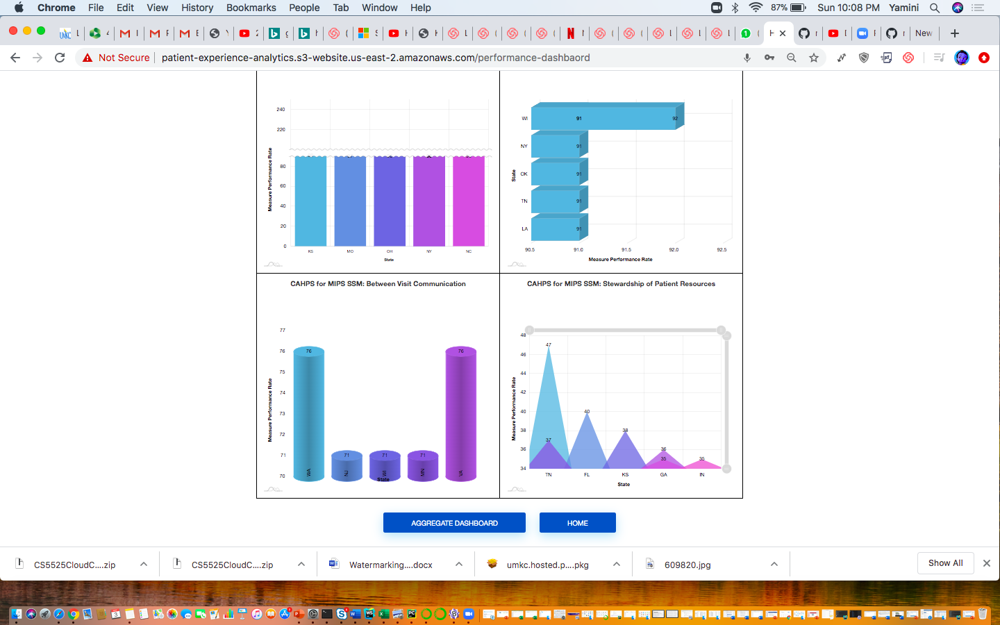 Chrome File Edit View History Bookmarks People Tab Window Help 87% Sun 10:08 PM Yamini
New
Not Secure patient-experience-analytics.s3-website.us-east-2.amazonaws.com/performance-dashbaord
240
220
80
60
40
20
0
Measure Performance Rate
KS MO OH NY NC
State
WI 91 92
NY 91
OK 91
TN 91
LA 91
State
90.5 91.0 91.5 92.0 92.5
Measure Performance Rate
CAHPS for MIPS SSM: Between Visit Communication
77
76
75
74
73
72
71
70
Measure Performance Rate
76 71 71 71 76
WA NJ WI MN VA
State
CAHPS for MIPS SSM: Stewardship of Patient Resources
48
46
44
42
40
38
36
34
Measure Performance Rate
47
37 40 38 36
35 35
TN FL KS GA IN
State
AGGREGATE DASHBOARD HOME
CS5525CloudC....zip CS5525CloudC....zip Watermarking....docx umkc.hosted.p....pkg 609820.jpg Show All